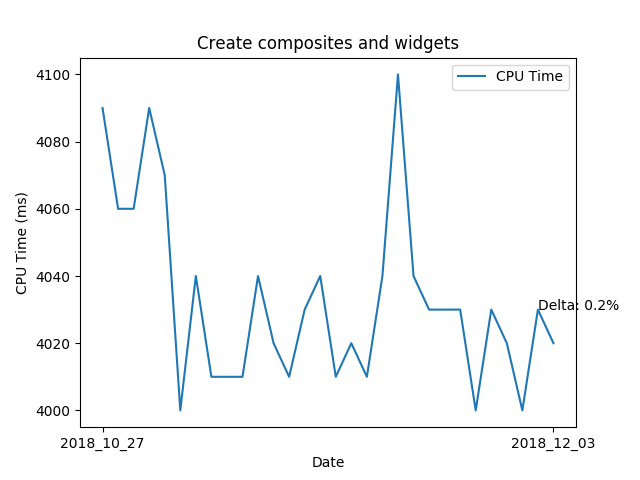 Create composites and widgets
CPU Time
4100
4080
4060
4040
4020
4000
CPU Time (ms)
Delta: 0.2%
2018_10_27
2018_12_03
Date